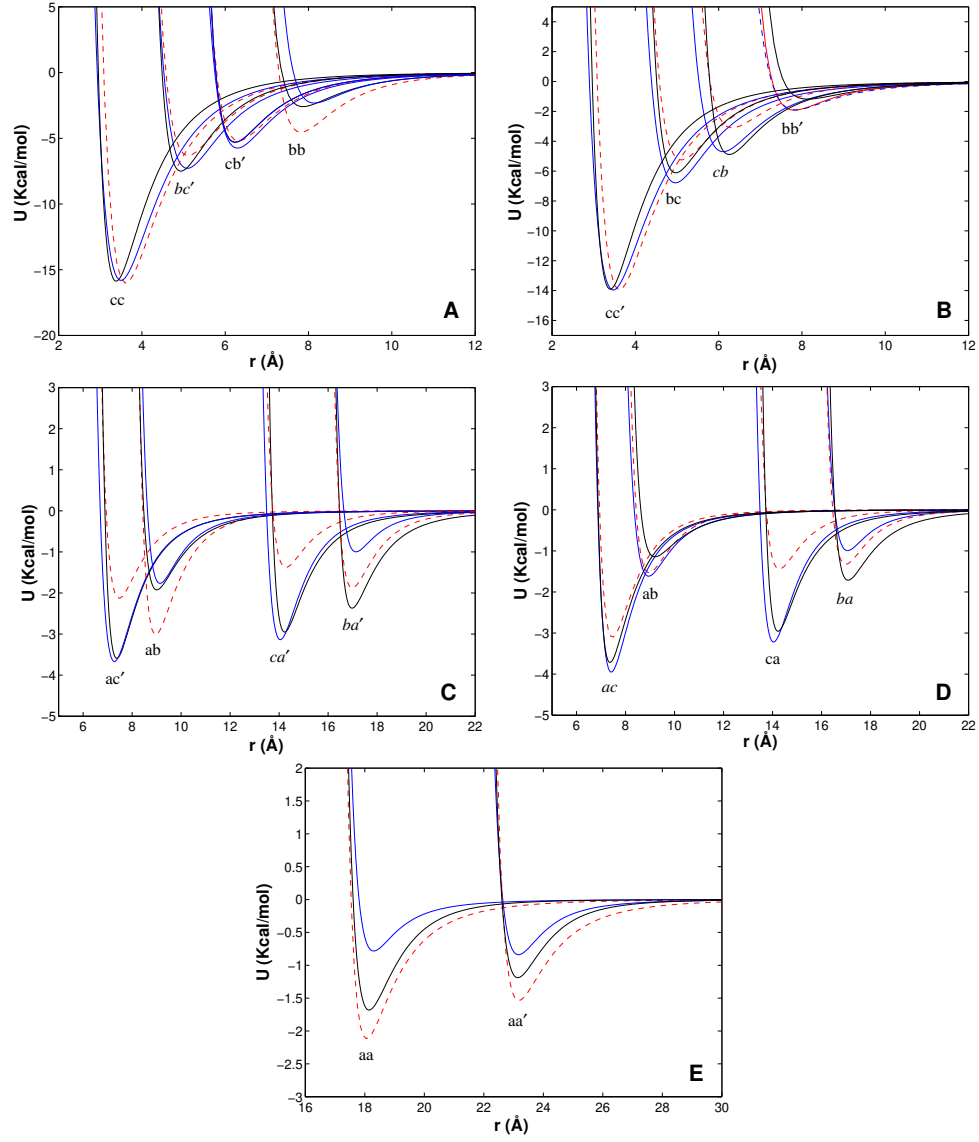 5
0
−5
−10
−15
−20
2 4 6 8 10 12
U (Kcal/mol)
r (Å)
cc
bc′
cb′
bb
A
4
2
0
−2
−4
−6
−8
−10
−12
−14
−16
2 4 6 8 10 12
U (Kcal/mol)
r (Å)
cc′
bc
cb
bb′
B
3
2
1
0
−1
−2
−3
−4
−5
6 8 10 12 14 16 18 20 22
U (Kcal/mol)
r (Å)
ac′
ab
ca′
ba′
C
3
2
1
0
−1
−2
−3
−4
−5
6 8 10 12 14 16 18 20 22
U (Kcal/mol)
r (Å)
ac
ab
ca
ba
D
2
1.5
1
0.5
0
−0.5
−1
−1.5
−2
−2.5
−3
16 18 20 22 24 26 28 30
U (Kcal/mol)
r (Å)
aa
aa′
E